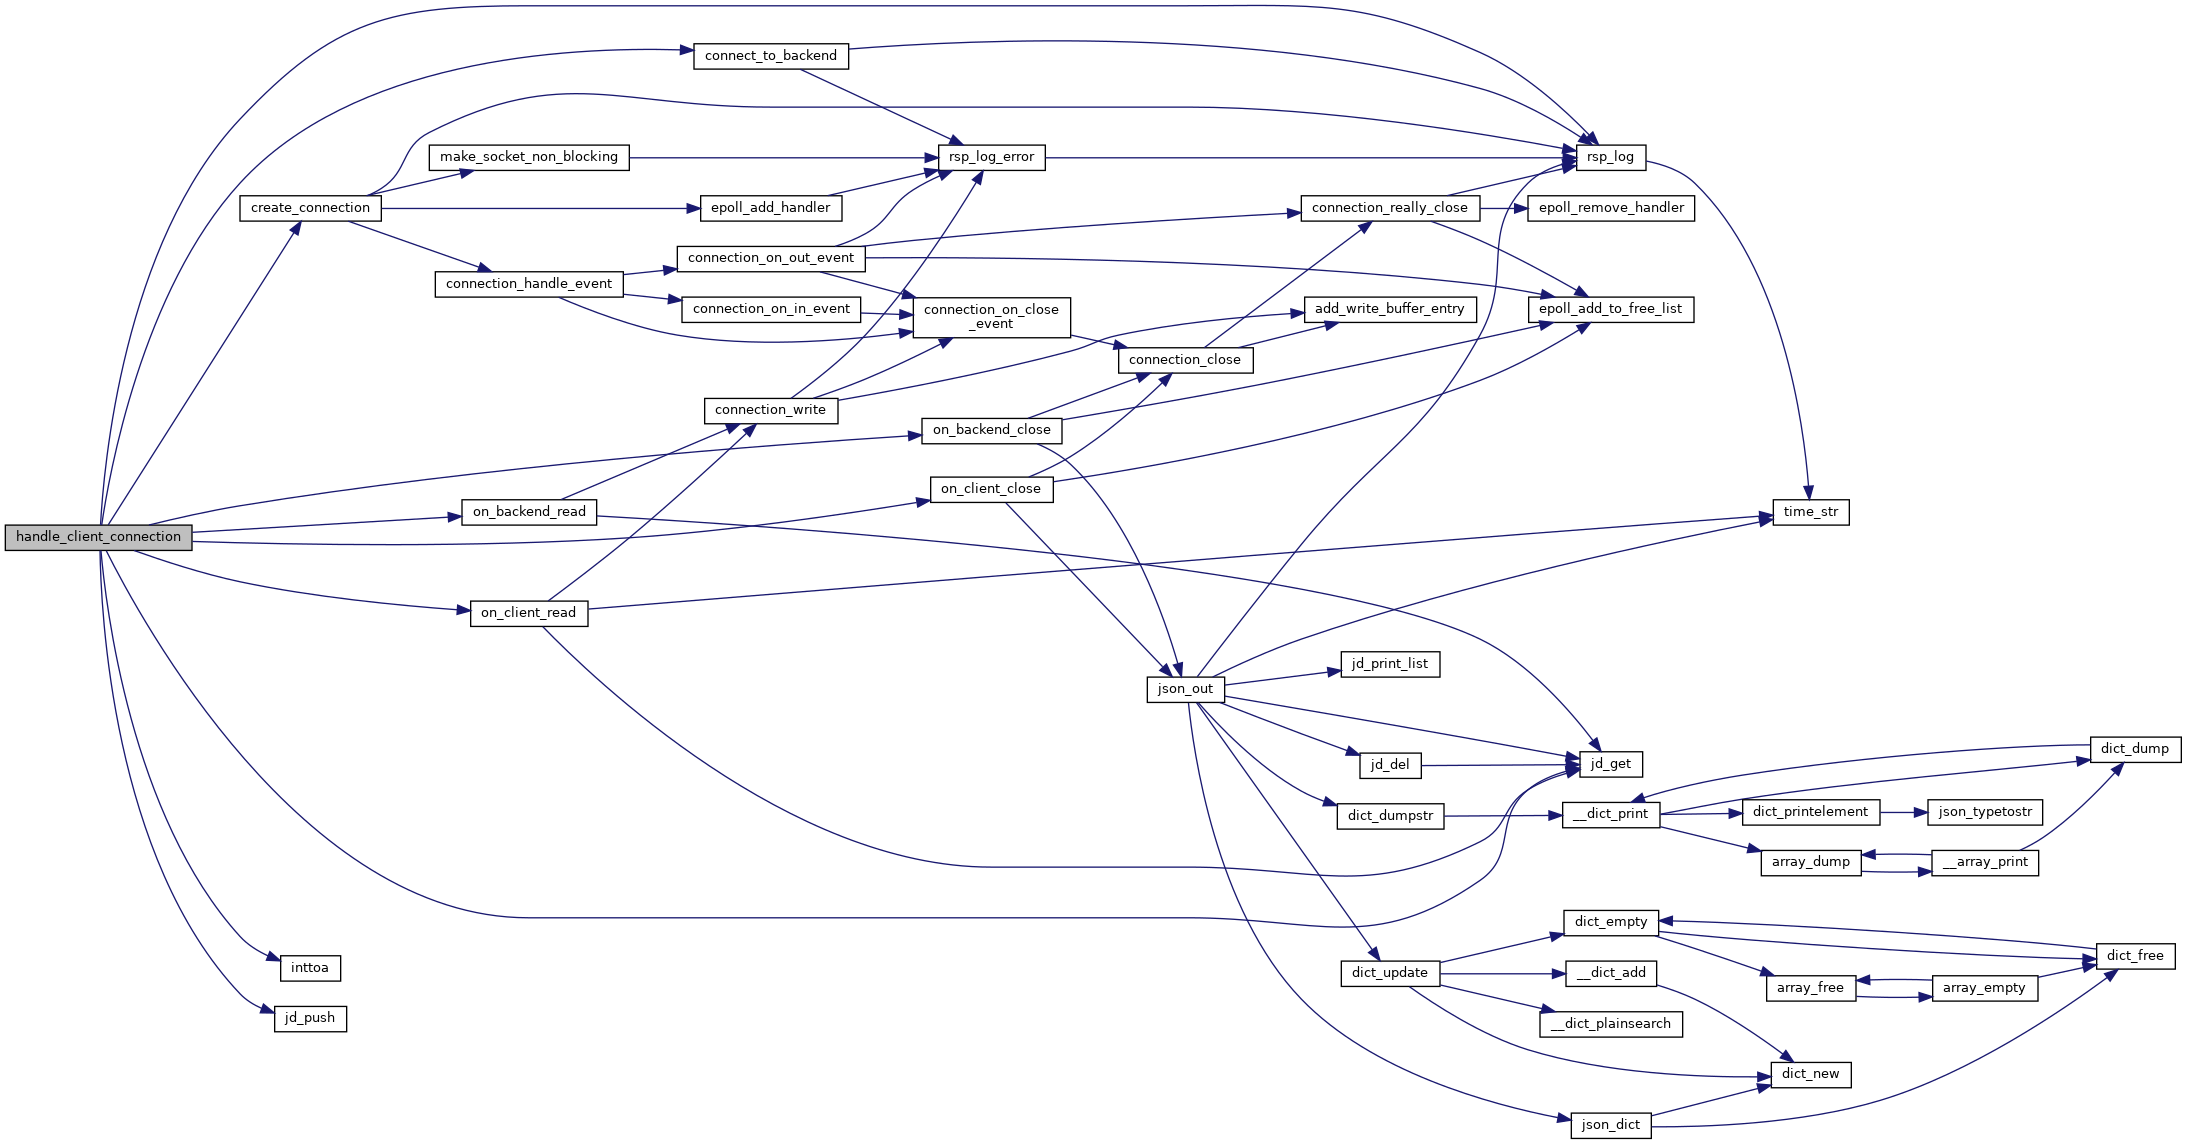 connect_to_backend
make_socket_non_blocking
rsp_log_error
rsp_log
create_connection
epoll_add_handler
connection_really_close
epoll_remove_handler
connection_on_out_event
connection_handle_event
connection_on_in_event
connection_on_close
_event
add_write_buffer_entry
epoll_add_to_free_list
connection_close
connection_write
on_backend_close
on_client_close
on_backend_read
time_str
handle_client_connection
on_client_read
jd_print_list
json_out
dict_dump
jd_del
jd_get
dict_dumpstr
__dict_print
dict_printelement
json_typetostr
array_dump
__array_print
dict_empty
dict_free
inttoa
dict_update
__dict_add
array_free
array_empty
jd_push
__dict_plainsearch
dict_new
json_dict